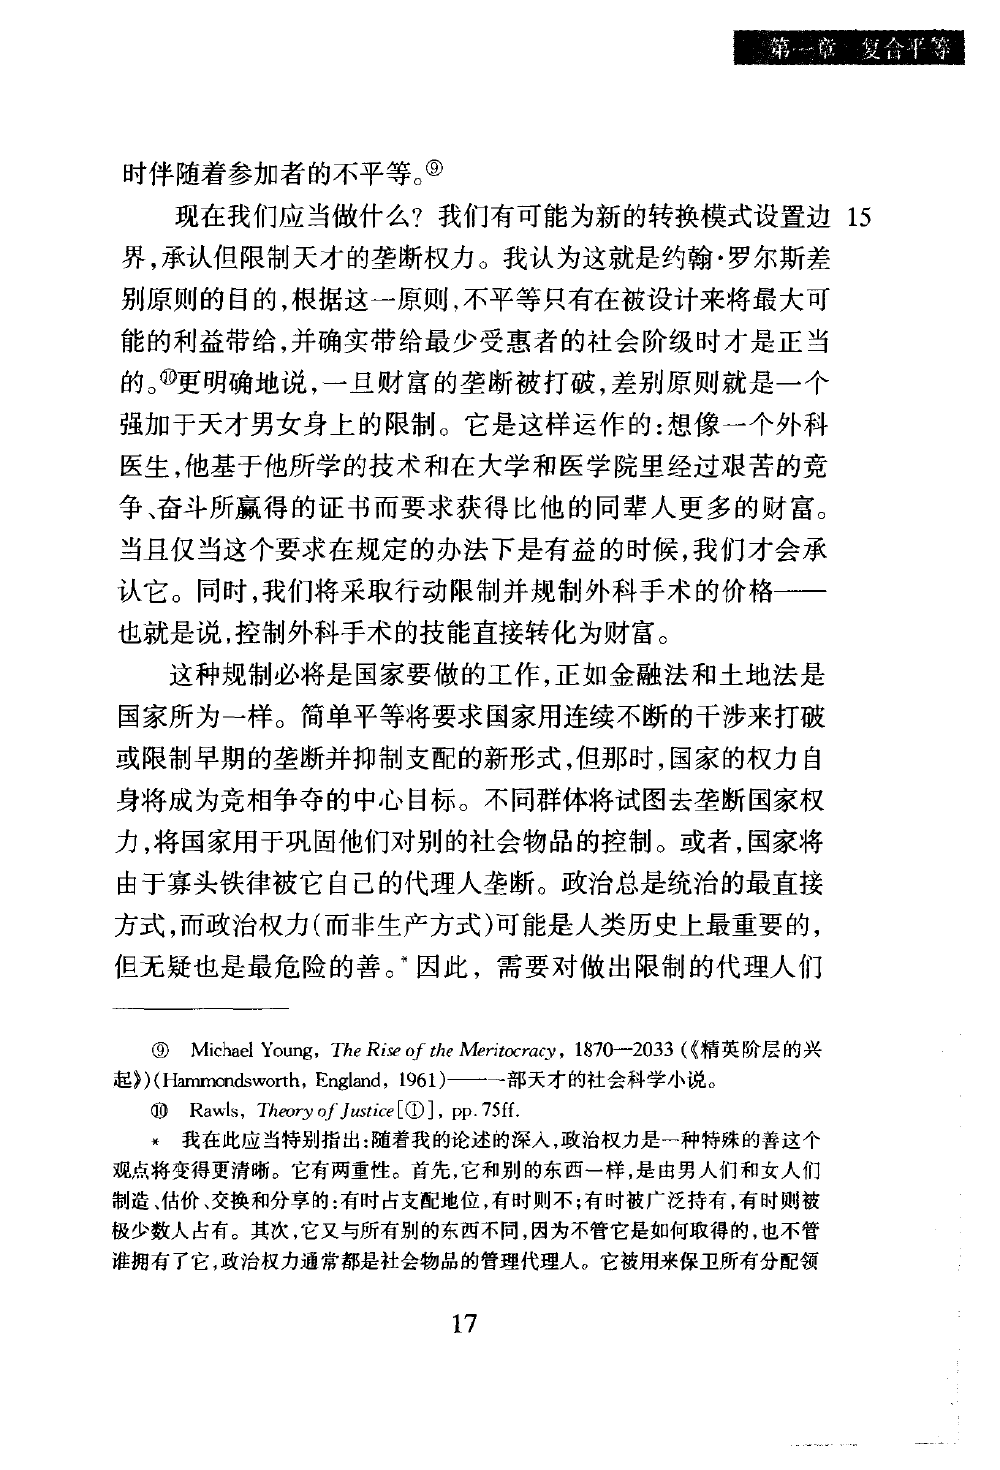 第一章 复合平等
时伴随着参加者的不平等。⑨
现在我们应当做什么？我们有可能为新的转换模式设置边 15
界，承认但限制天才的垄断权力。我认为这就是约翰·罗尔斯差
别原则的目的，根据这一原则，不平等只有在被设计来将最大可
能的利益带给，并确实带给最少受惠者的社会阶级时才是正当
的。⑩更明确地说，一旦财富的垄断被打破，差别原则就是一个
强加于天才男女身上的限制。它是这样运作的：想像一个外科
医生，他基于他所学的技术和在大学和医学院里经过艰苦的竞
争、奋斗所赢得的证书而要求获得比他的同辈人更多的财富。
当且仅当这个要求在规定的办法下是有益的时候，我们才会承
认它。同时，我们将采取行动限制并规制外科手术的价格——
也就是说，控制外科手术的技能直接转化为财富。
这种规制必将是国家要做的工作，正如金融法和土地法是
国家所为一样。简单平等将要求国家用连续不断的干涉来打破
或限制早期的垄断并抑制支配的新形式，但那时，国家的权力自
身将成为竞相争夺的中心目标。不同群体将试图去垄断国家权
力，将国家用于巩固他们对别的社会物品的控制。或者，国家将
由于寡头铁律被它自己的代理人垄断。政治总是统治的最直接
方式，而政治权力（而非生产方式）可能是人类历史上最重要的，
但无疑也是最危险的善。* 因此，需要对做出限制的代理人们
⑨ Michael Young, The Rise of the Meritocracy, 1870—2033 (《精英阶层的兴
起》)(Hammondsworth, England, 1961)——一部天才的社会科学小说。
⑩ Rawls, Theory of Justice[①], pp. 75ff.
* 我在此应当特别指出：随着我的论述的深入，政治权力是一种特殊的善这个
观点将变得更清晰。它有两重性。首先，它和别的东西一样，是由男人们和女人们
制造、估价、交换和分享的：有时占支配地位，有时则不；有时被广泛持有，有时则被
极少数人占有。其次，它又与所有别的东西不同，因为不管它是如何取得的，也不管
谁拥有了它，政治权力通常都是社会物品的管理代理人。它被用来保卫所有分配领
17